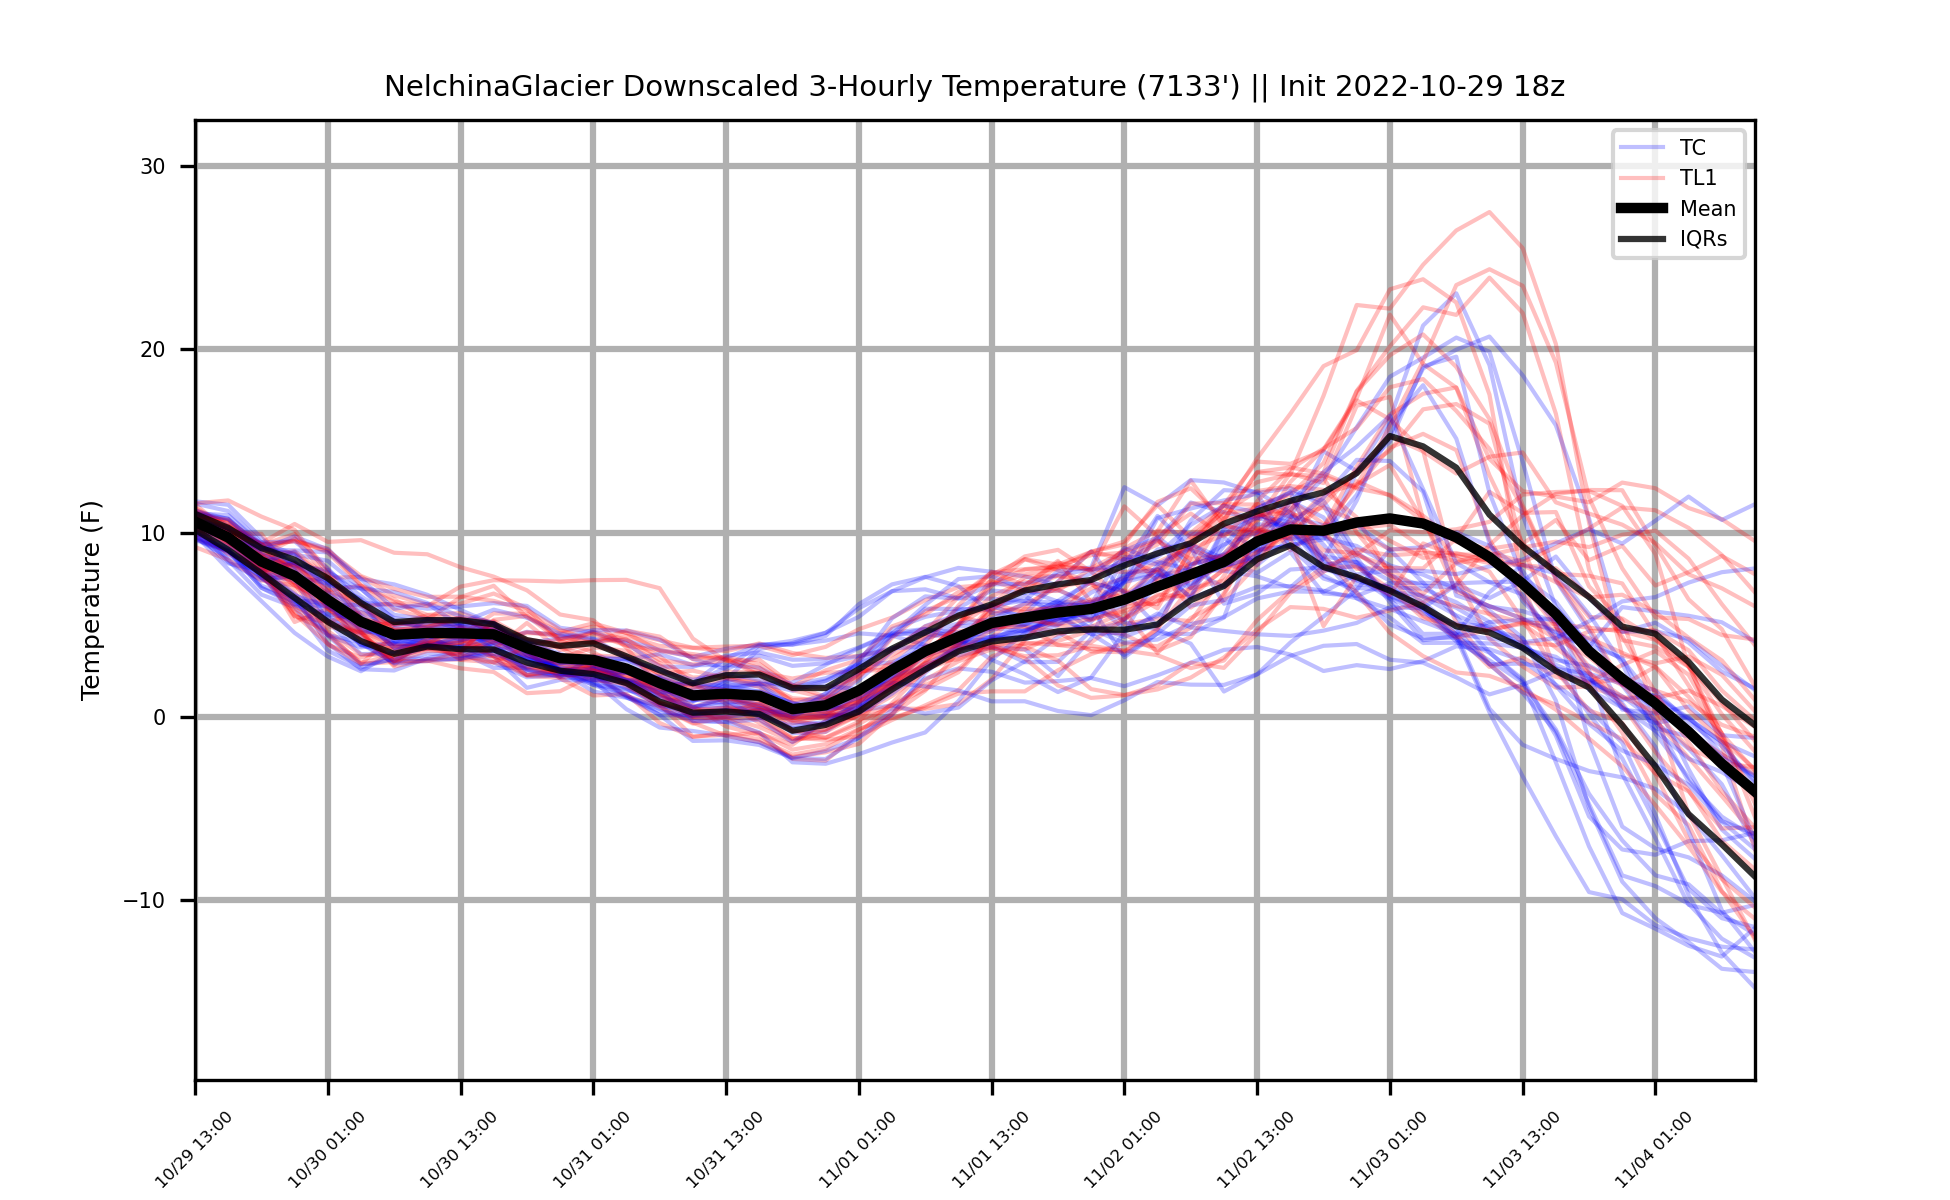 NelchinaGlacier Downscaled 3-Hourly Temperature (7133') || Init 2022-10-29 18z
TC
TL1
Mean
IQRs
Temperature (F)
30
20
10
0
−10
10/29 13:00
10/30 01:00
10/30 13:00
10/31 01:00
10/31 13:00
11/01 01:00
11/01 13:00
11/02 01:00
11/02 13:00
11/03 01:00
11/03 13:00
11/04 01:00